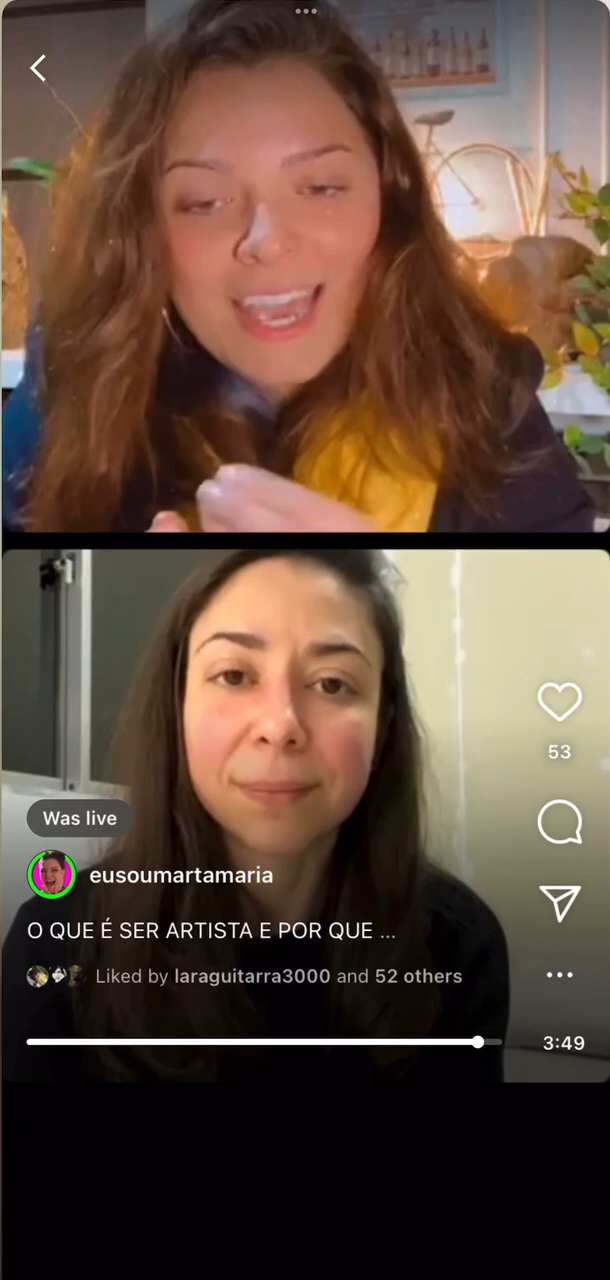 53
Was live
eusoumartamaria
O QUE É SER ARTISTA E POR QUE ...
Liked by laraguitarra3000 and 52 others
3:49